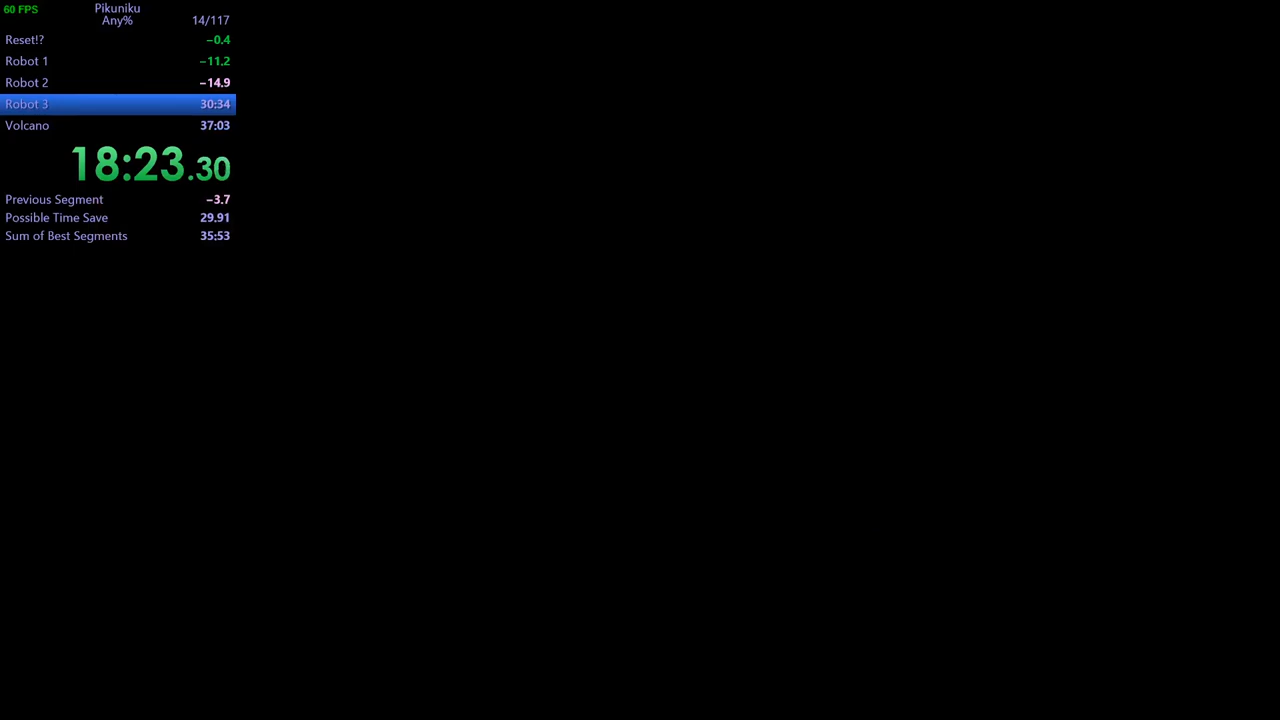 60 FPS
Pikuniku
Any% 14/117
Reset!? −0.4
Robot 1 −11.2
Robot 2 −14.9
Robot 3 30:34
Volcano 37:03
18:23.30
Previous Segment −3.7
Possible Time Save 29.91
Sum of Best Segments 35:53